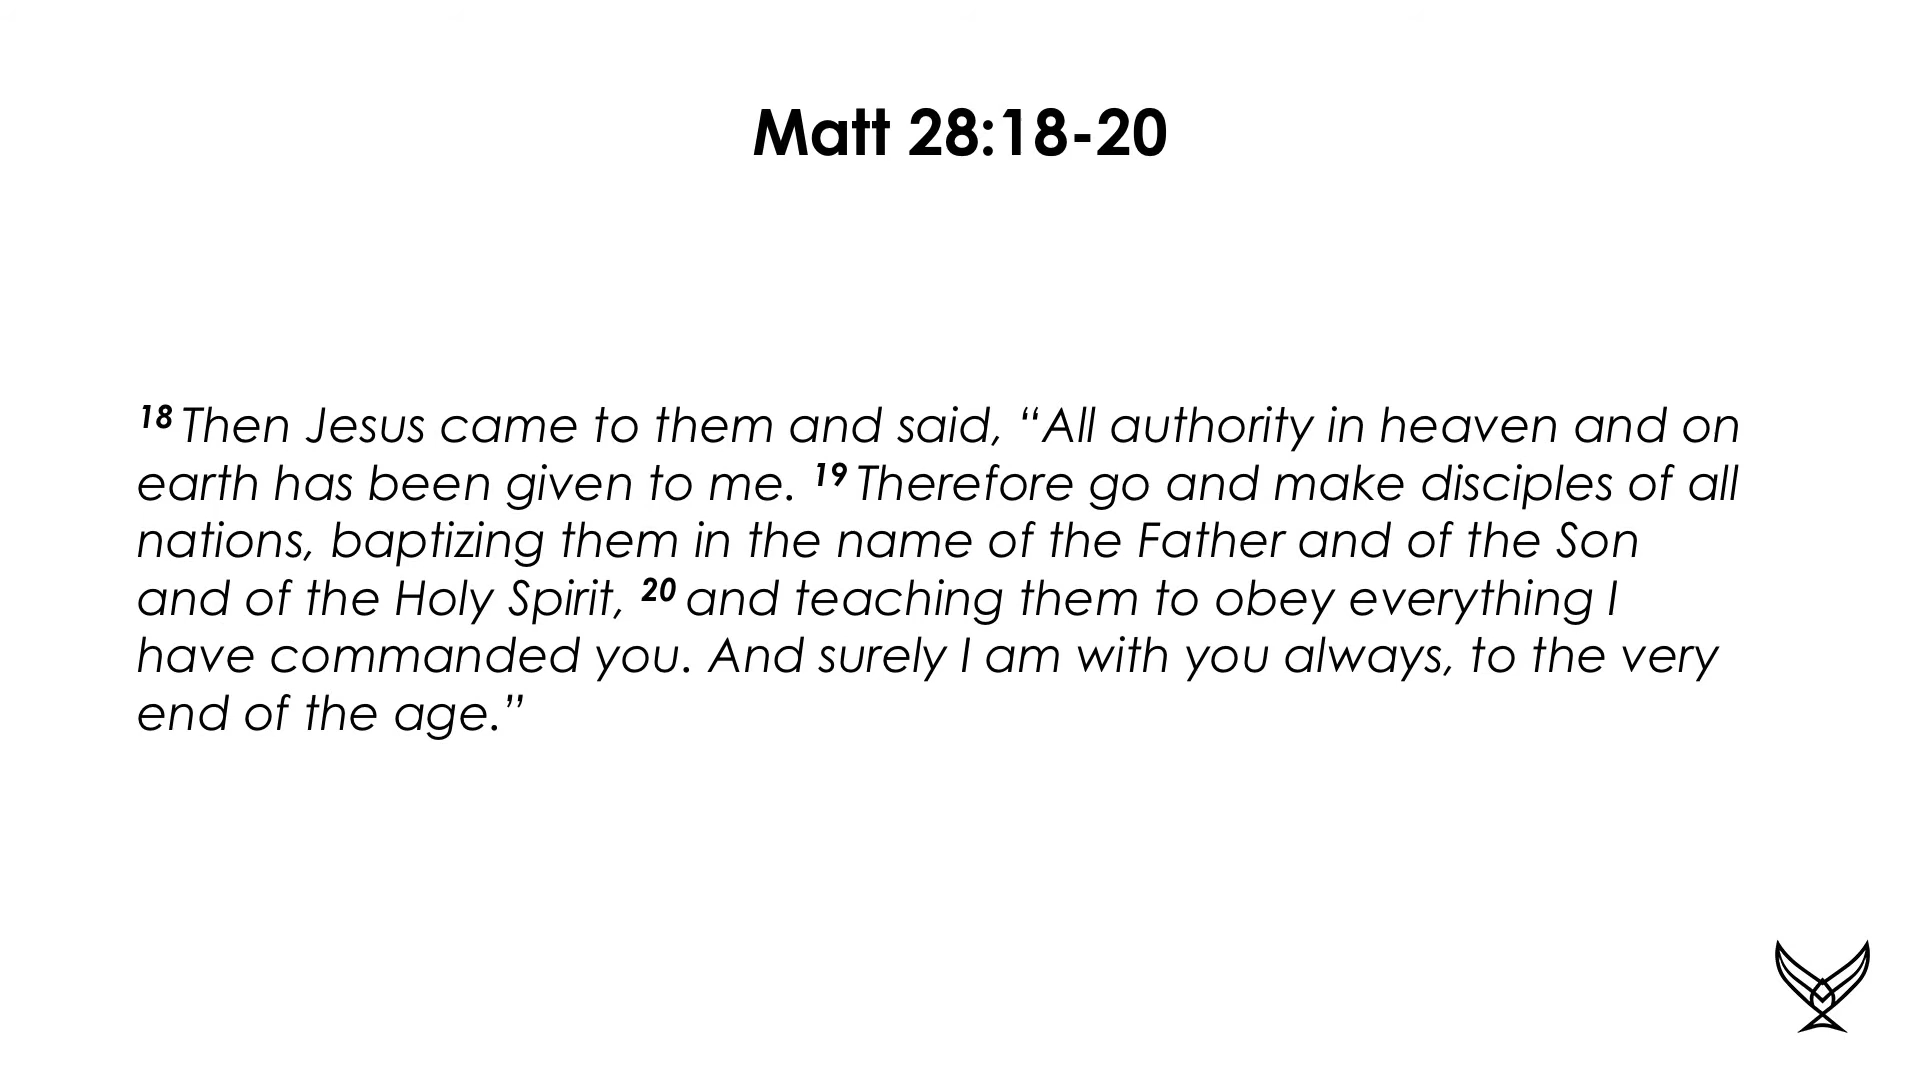 Matt 28:18-20
18 Then Jesus came to them and said, “All authority in heaven and on
earth has been given to me. 19 Therefore go and make disciples of all
nations, baptizing them in the name of the Father and of the Son
and of the Holy Spirit, 20 and teaching them to obey everything I
have commanded you. And surely I am with you always, to the very
end of the age.”